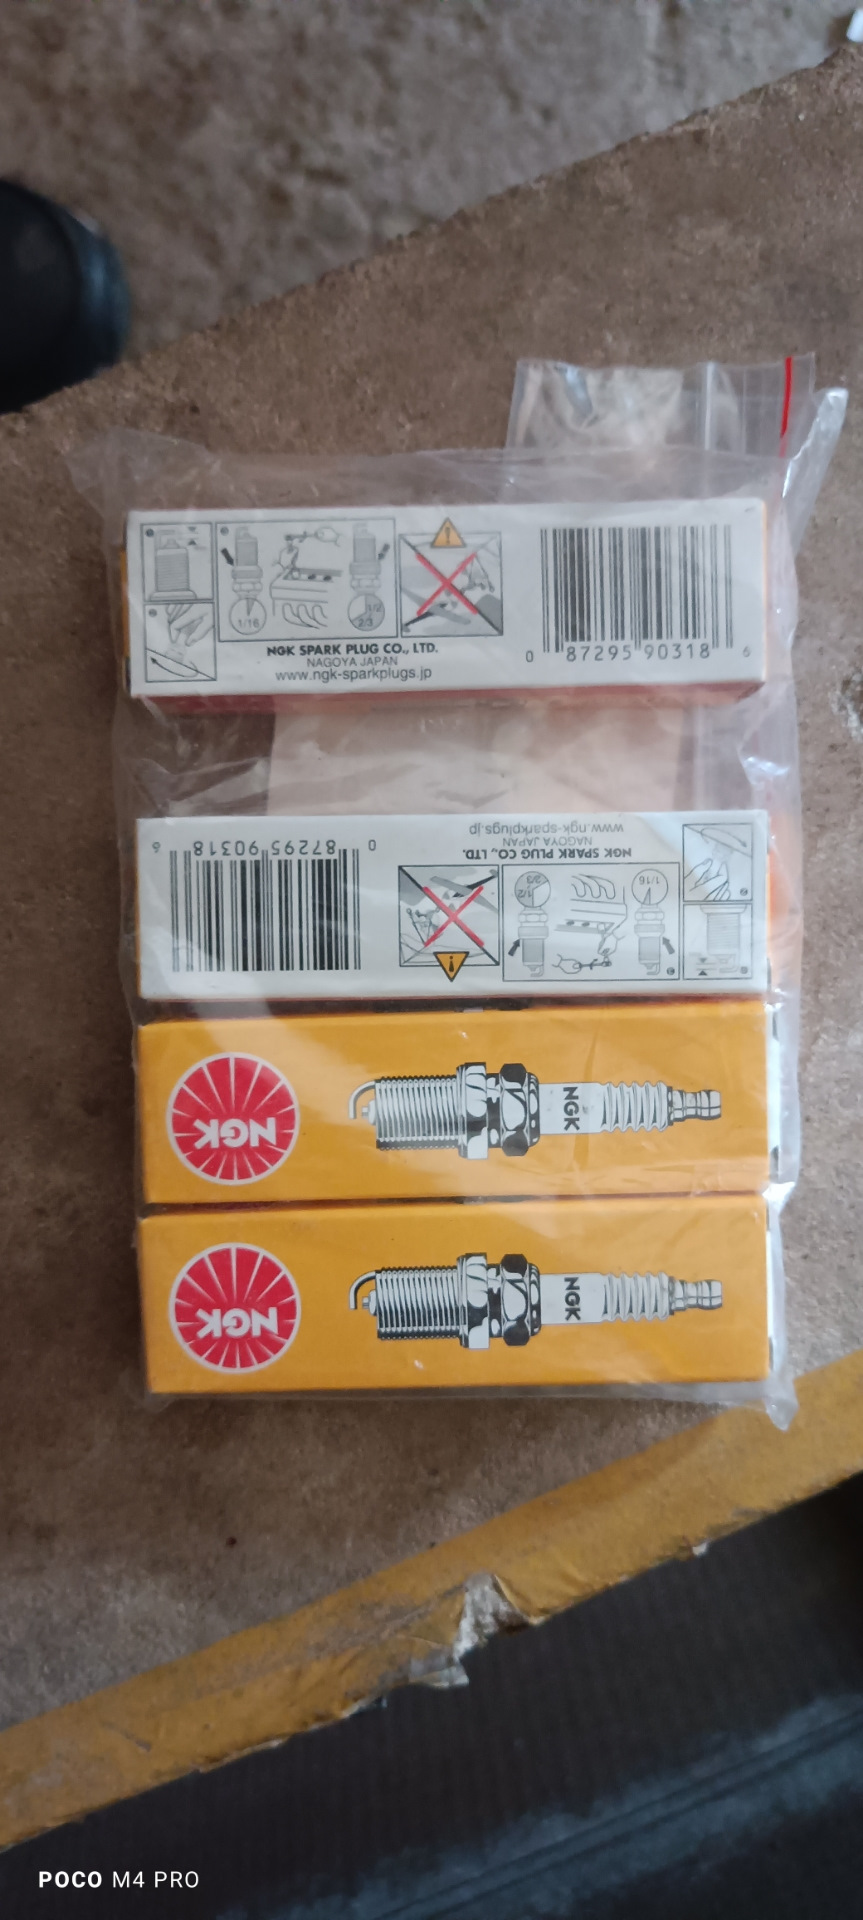 1/16
1/2
2/3
NGK SPARK PLUG CO., LTD.
NAGOYA JAPAN
www.ngk-sparkplugs.jp
0 87295 90318 6
1/16
1/2
2/3
NGK SPARK PLUG CO., LTD.
NAGOYA JAPAN
www.ngk-sparkplugs.jp
0 87295 90318 6
NGK
NGK
NGK
NGK
POCO M4 PRO